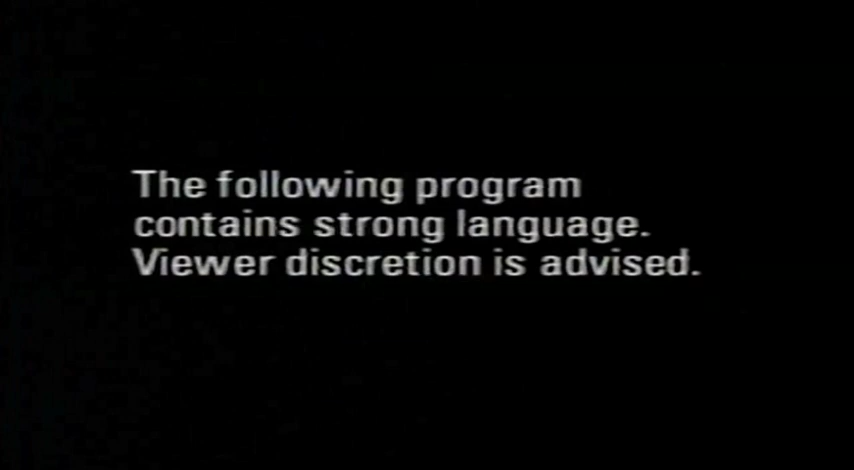 The following program
contains strong language.
Viewer discretion is advised.